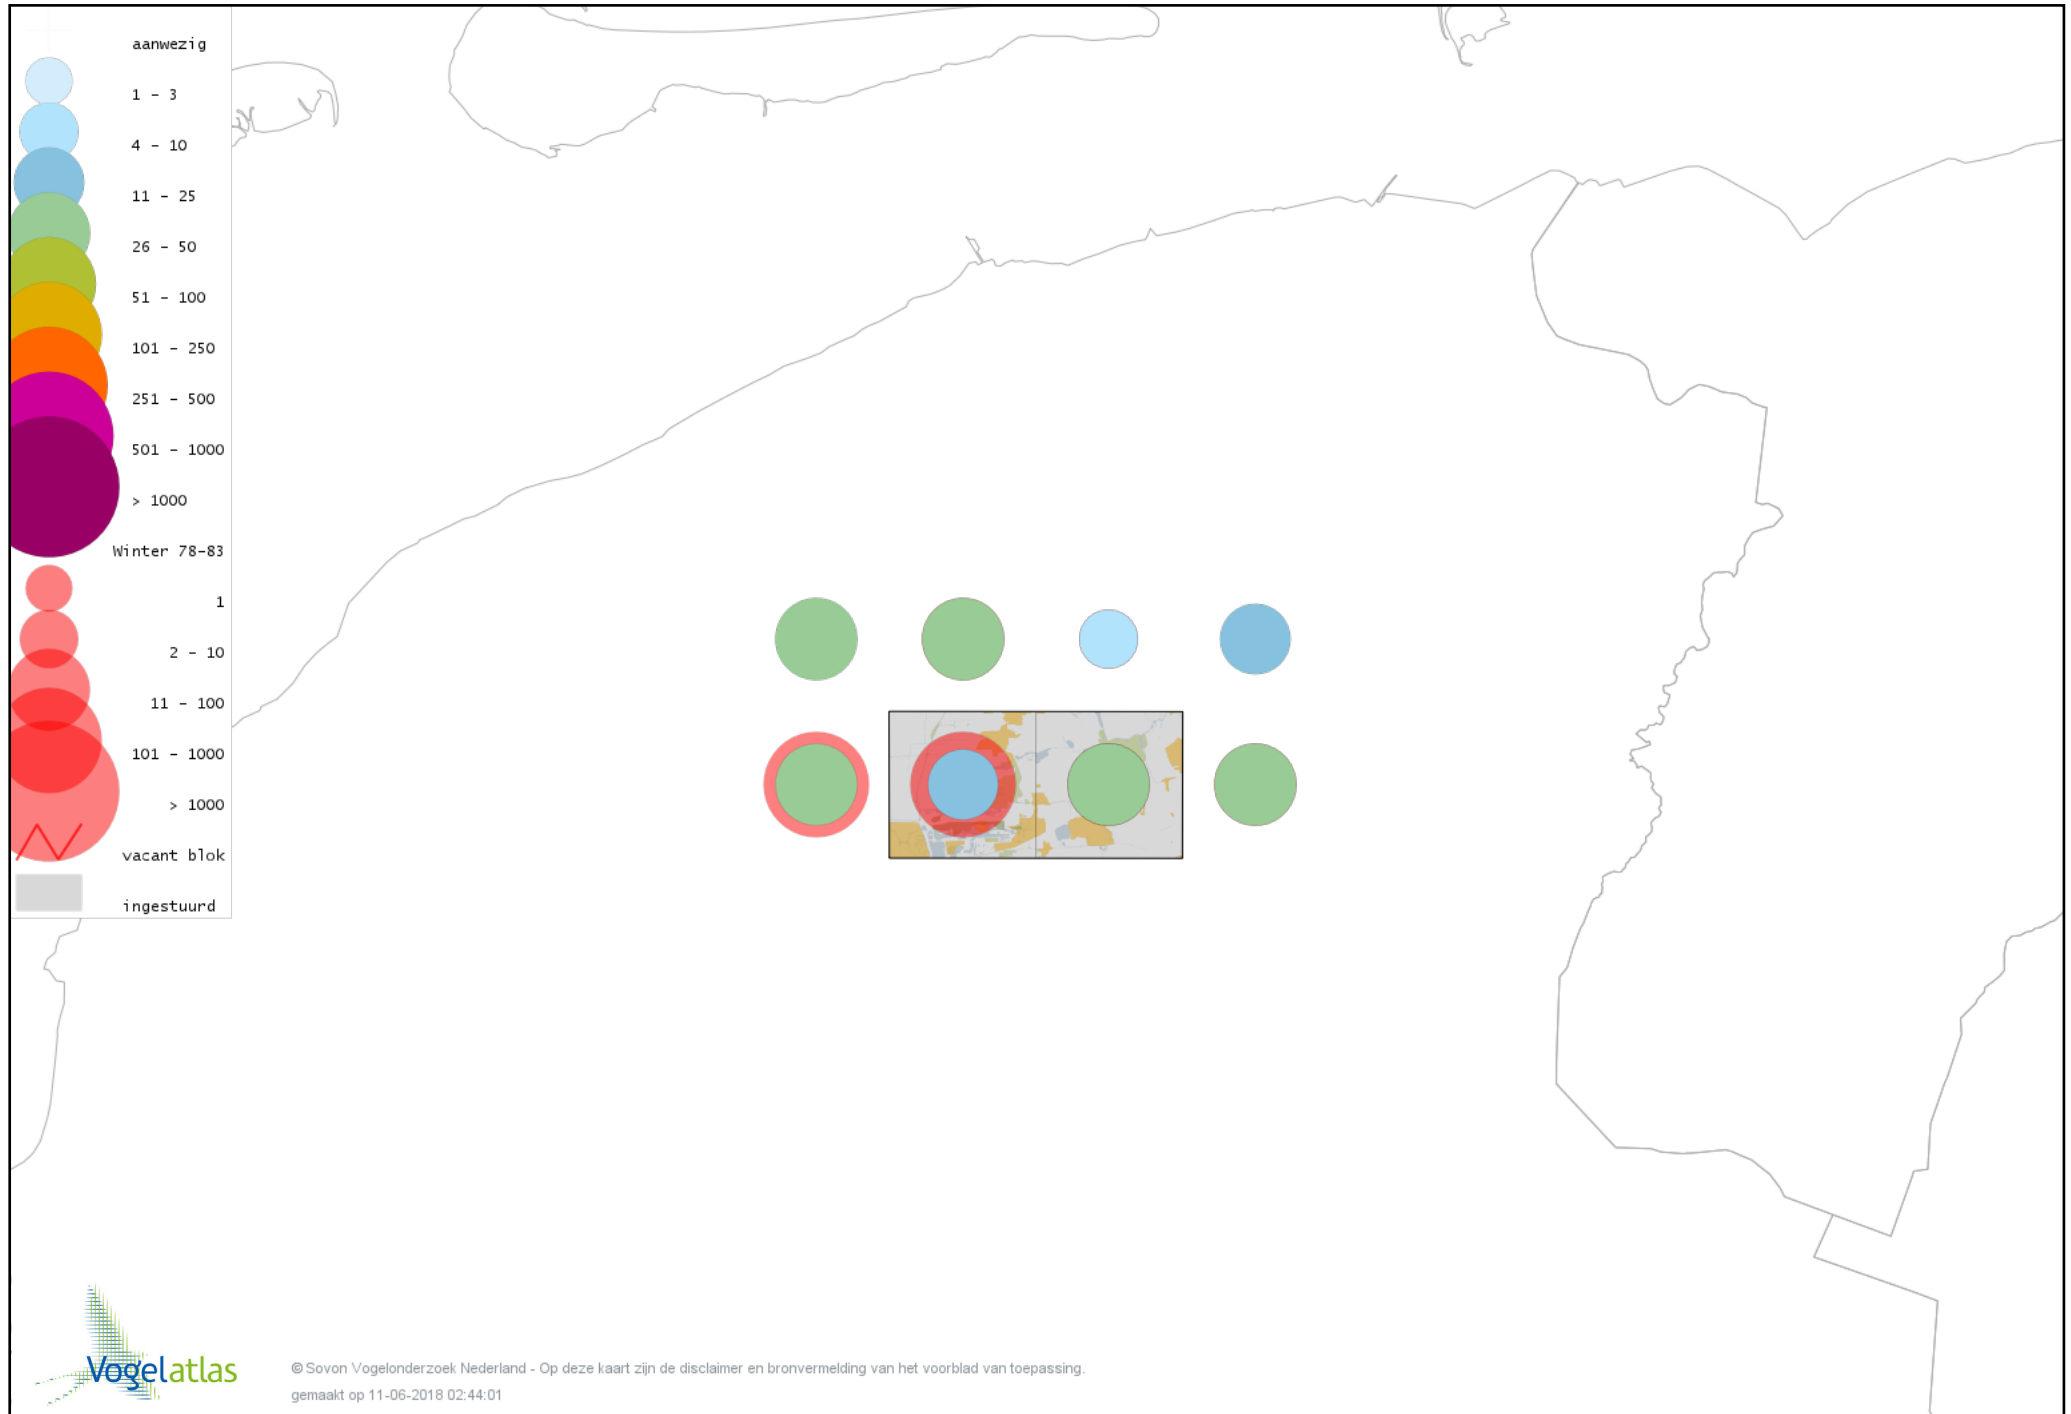 aanwezig
1 - 3
4 - 10
11 - 25
26 - 50
51 - 100
101 - 250
251 - 500
501 - 1000
> 1000
Winter 78-83
1
2 - 10
11 - 100
101 - 1000
> 1000
vacant blok
ingestuurd
Vogelatlas
© Sovon Vogelonderzoek Nederland - Op deze kaart zijn de disclaimer en bronvermelding van het voorblad van toepassing.
gemaakt op 11-06-2018 02:44:01